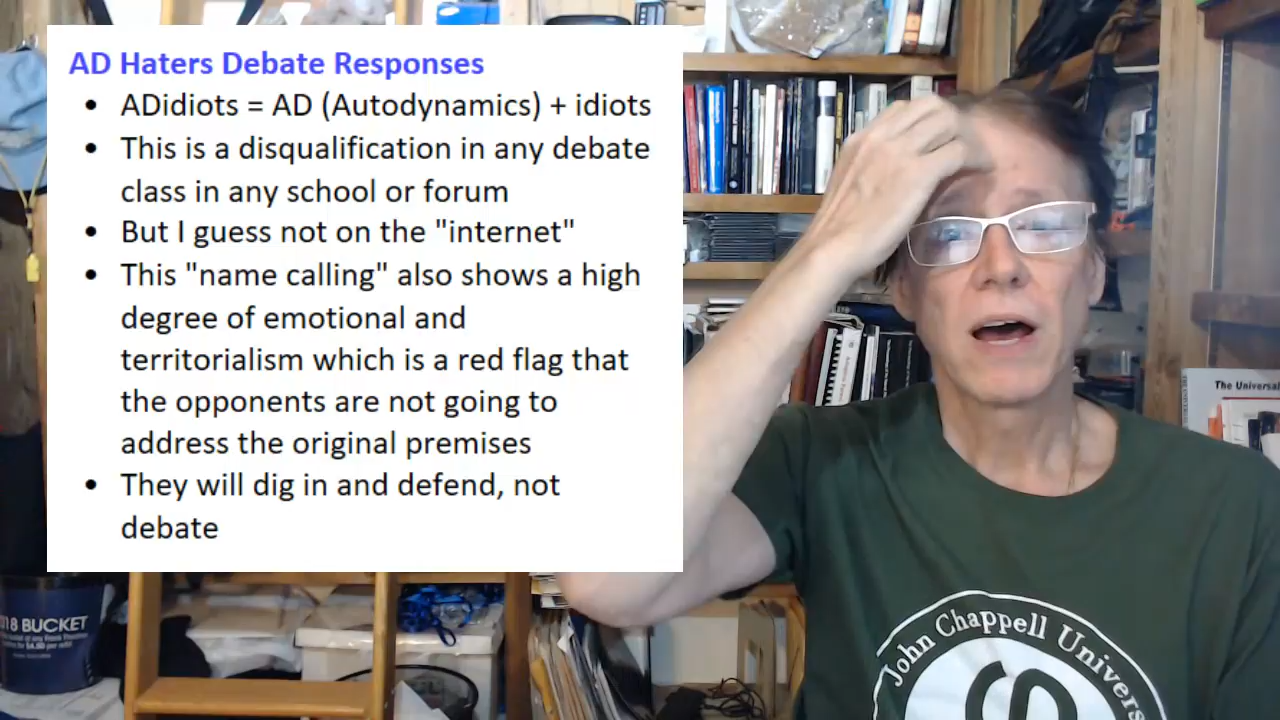 AD Haters Debate Responses
• ADidiots = AD (Autodynamics) + idiots
• This is a disqualification in any debate
class in any school or forum
• But I guess not on the "internet"
• This "name calling" also shows a high
degree of emotional and
territorialism which is a red flag that
the opponents are not going to
address the original premises
• They will dig in and defend, not
debate
The Universal
18 BUCKET
John Chappell Univers